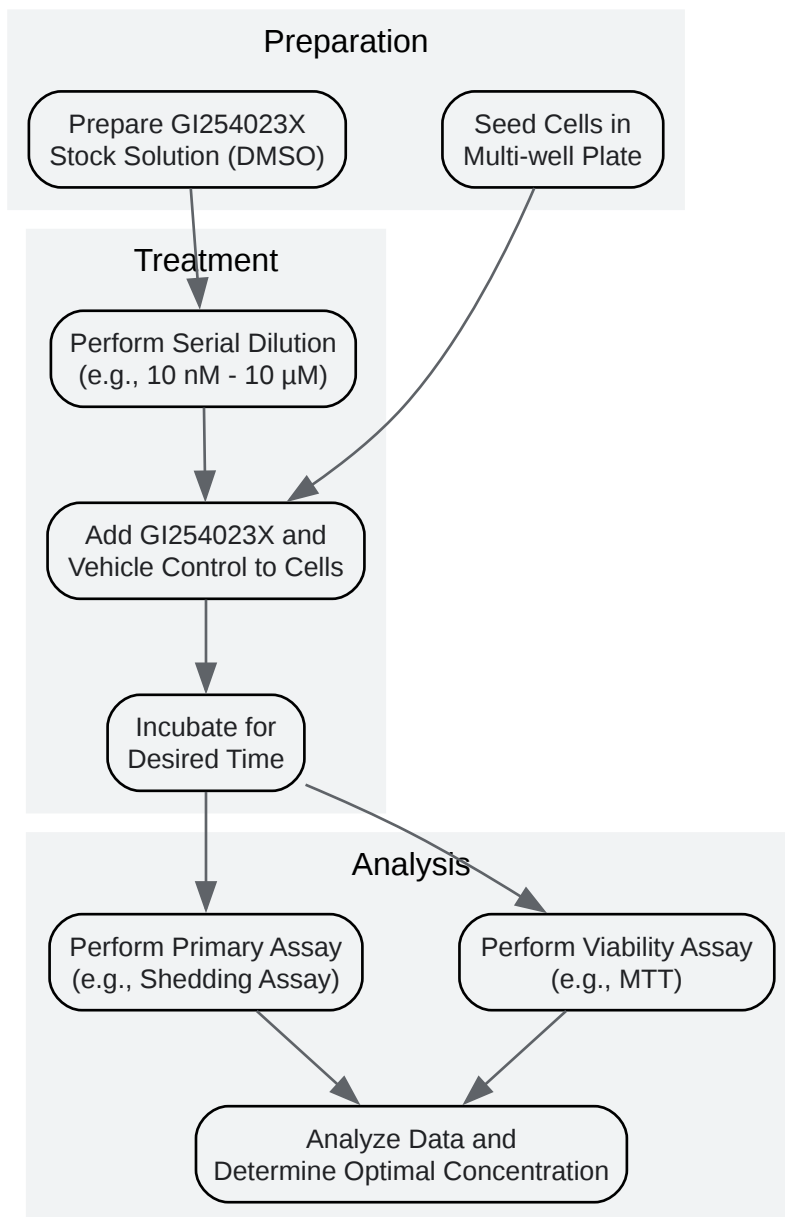 Preparation
Prepare GI254023X
Stock Solution (DMSO)
Seed Cells in
Multi-well Plate
Treatment
Perform Serial Dilution
(e.g., 10 nM - 10 µM)
Add GI254023X and
Vehicle Control to Cells
Incubate for
Desired Time
Analysis
Perform Primary Assay
(e.g., Shedding Assay)
Perform Viability Assay
(e.g., MTT)
Analyze Data and
Determine Optimal Concentration